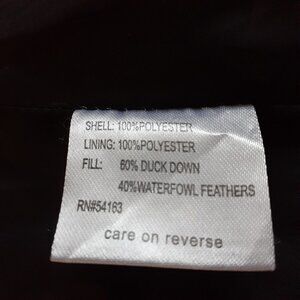 SHELL: 100%POLYESTER
LINING: 100%POLYESTER
FILL: 60% DUCK DOWN
40%WATERFOWL FEATHERS
RN#54163
care on reverse